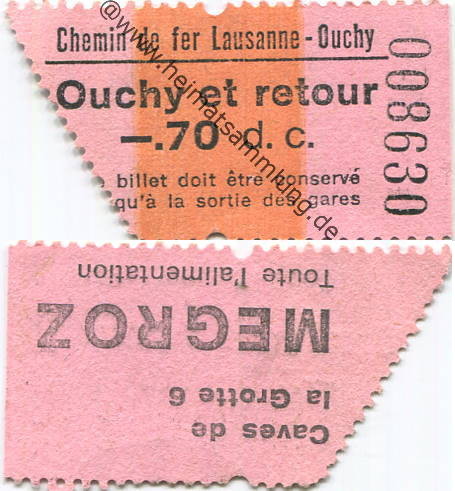 Chemin de fer Lausanne-Ouchy
Ouchy et retour
—.70 d. c.
billet doit être conservé
qu'à la sortie des gares
008630
@www.heimatsammlung.de
Toute l'alimentation
MEGROZ
Caves de
la Grotte 6